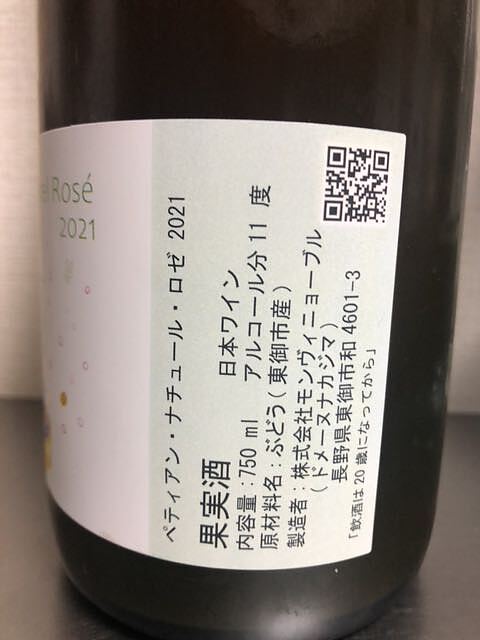 Rosé
2021
ペティアン・ナチュール・ロゼ 2021
果実酒
日本ワイン
内容量:750 ml アルコール分 11 度
原材料名:ぶどう(東御市産)
製造者:株式会社モンヴィニョーブル
(ドメーヌナカジマ)
長野県東御市和 4601-3
「飲酒は 20 歳になってから」